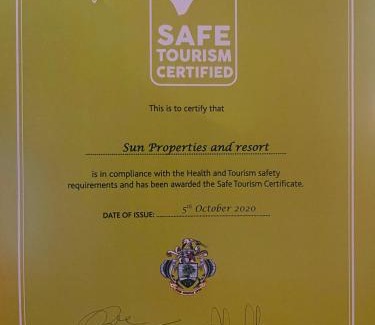 SAFE
TOURISM
CERTIFIED
This is to certify that
Sun Properties and resort
is in compliance with the Health and Tourism safety
requirements and has been awarded the Safe Tourism Certificate.
DATE OF ISSUE: 5th October 2020